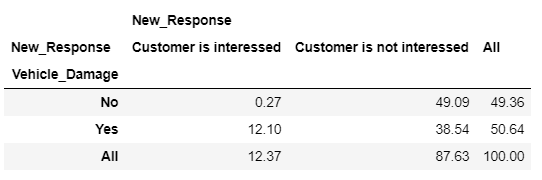 New_Response
New_Response Customer is interessed Customer is not interessed All
Vehicle_Damage
No 0.27 49.09 49.36
Yes 12.10 38.54 50.64
All 12.37 87.63 100.00